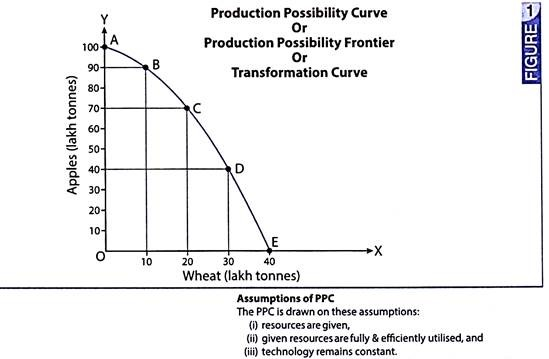 Production Possibility Curve
Or
Production Possibility Frontier
Or
Transformation Curve
FIGURE 1
Y
Apples (lakh tonnes)
100
90
80
70
60
50
40
30
20
10
A
B
C
D
E
O
10 20 30 40
X
Wheat (lakh tonnes)
Assumptions of PPC
The PPC is drawn on these assumptions:
(i) resources are given,
(ii) given resources are fully & efficiently utilised, and
(iii) technology remains constant.